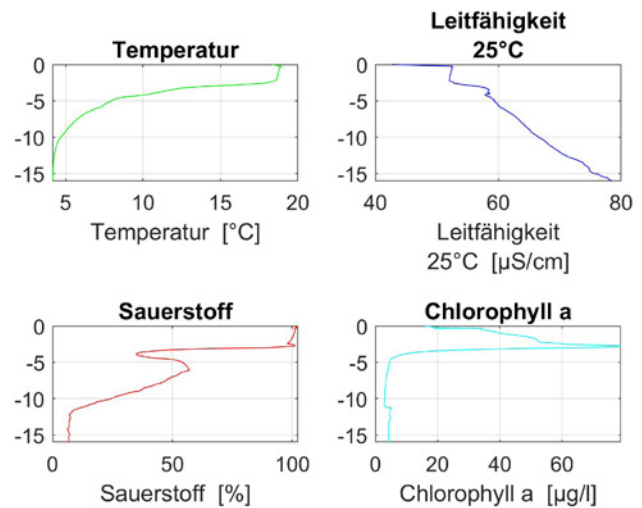 Temperatur
0
-5
-10
-15
5 10 15 20
Temperatur [°C]
Leitfähigkeit
25°C
0
-5
-10
-15
40 60 80
Leitfähigkeit
25°C [µS/cm]
Sauerstoff
0
-5
-10
-15
0 50 100
Sauerstoff [%]
Chlorophyll a
0
-5
-10
-15
0 20 40 60
Chlorophyll a [µg/l]